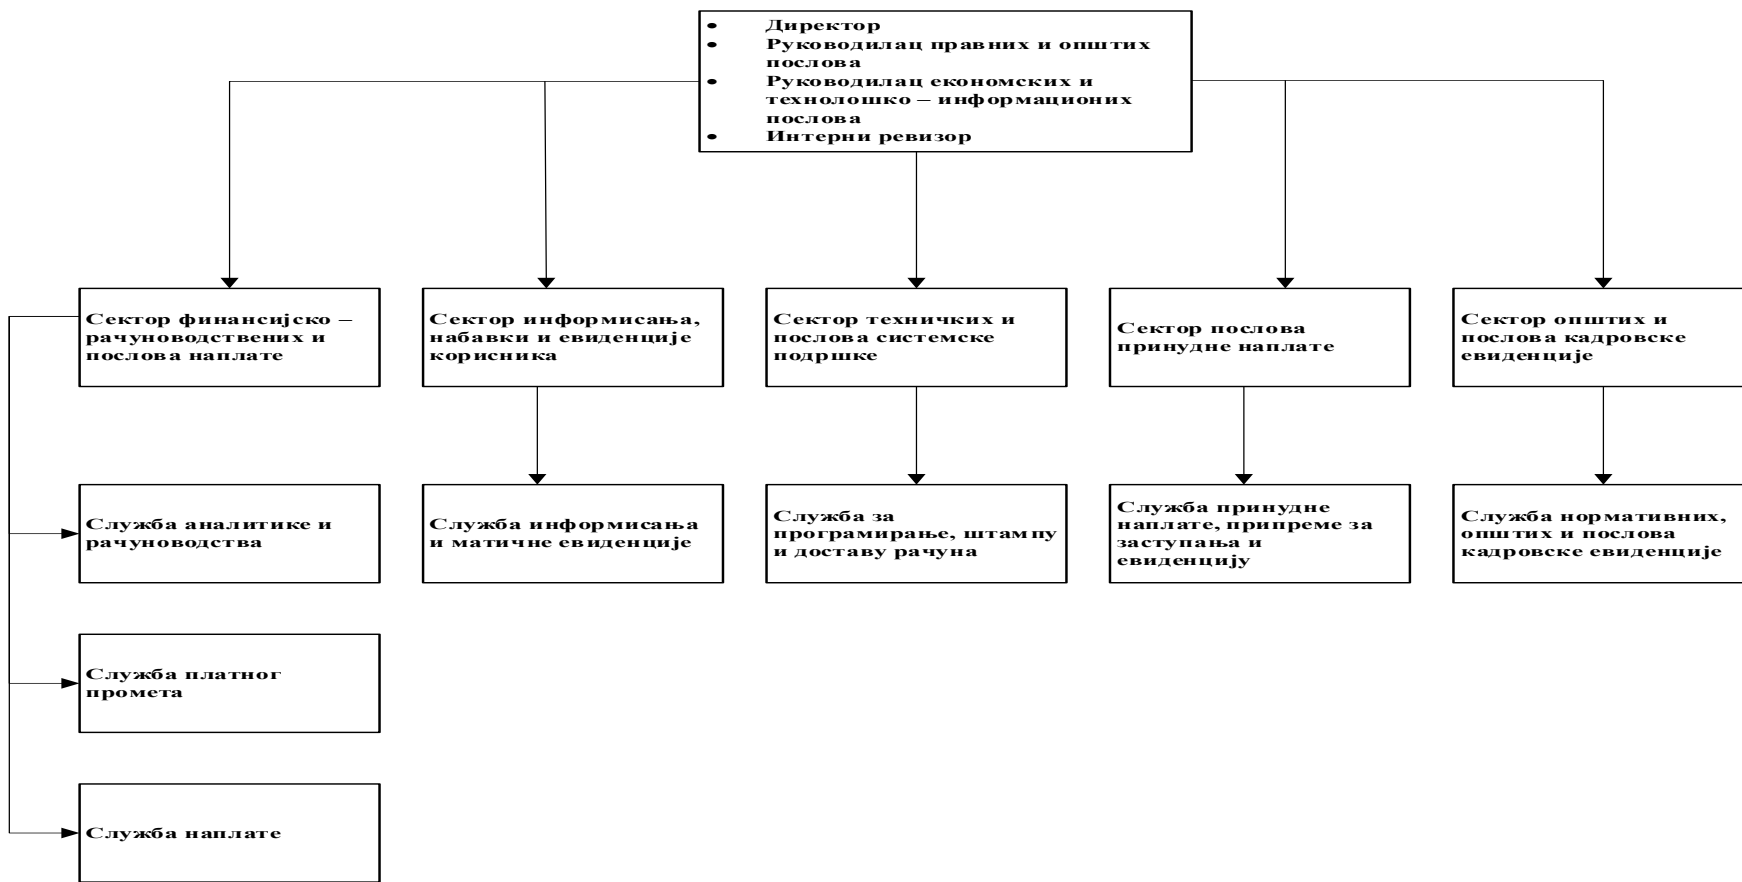 • Директор
• Руководилац правних и општих
послова
• Руководилац економских и
технолошко – информационих
послова
• Интерни ревизор
Сектор финансијско –
рачуноводствених и
послова наплате
Сектор информисања,
набавки и евиденције
корисника
Сектор техничких и
послова системске
подршке
Сектор послова
принудне наплате
Сектор општих и
послова кадровске
евиденције
Служба аналитике и
рачуноводства
Служба информисања
и матичне евиденције
Служба за
програмирање, штампу
и доставу рачуна
Служба принудне
наплате, припреме за
заступања и
евиденцију
Служба нормативних,
општих и послова
кадровске евиденције
Служба платног
промета
Служба наплате